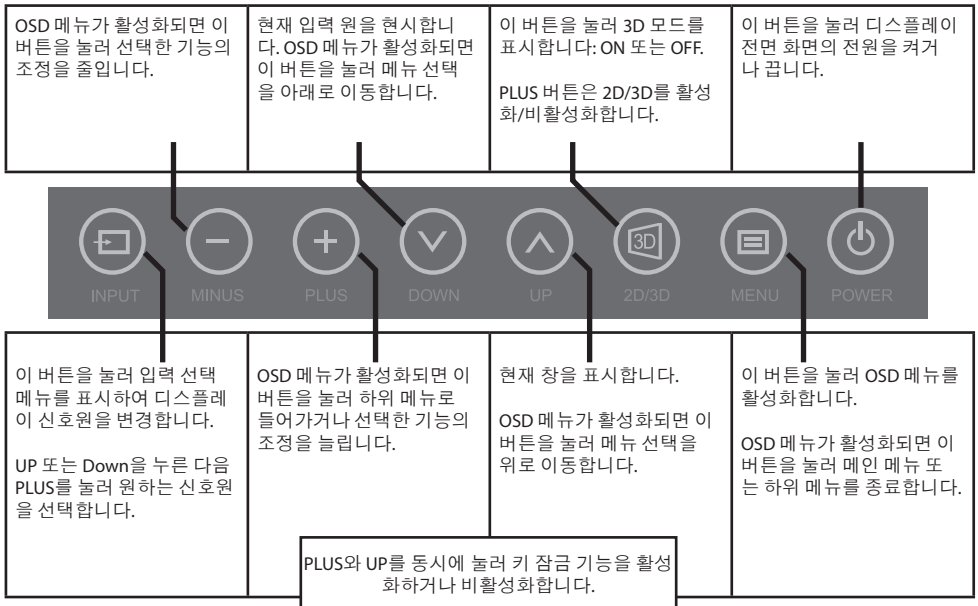 OSD 메뉴가 활성화되면 이
버튼을 눌러 선택한 기능의
조정을 줄입니다.
현재 입력 원을 현시합니
다. OSD 메뉴가 활성화되면
이 버튼을 눌러 메뉴 선택
을 아래로 이동합니다.
이 버튼을 눌러 3D 모드를
표시합니다: ON 또는 OFF.
PLUS 버튼은 2D/3D를 활성
화/비활성화합니다.
이 버튼을 눌러 디스플레이
전면 화면의 전원을 켜거
나 끕니다.
3D
INPUT MINUS PLUS DOWN UP 2D/3D MENU POWER
이 버튼을 눌러 입력 선택
메뉴를 표시하여 디스플레
이 신호원을 변경합니다.
UP 또는 Down을 누른 다음
PLUS를 눌러 원하는 신호원
을 선택합니다.
OSD 메뉴가 활성화되면 이
버튼을 눌러 하위 메뉴로
들어가거나 선택한 기능의
조정을 늘립니다.
현재 창을 표시합니다.
OSD 메뉴가 활성화되면 이
버튼을 눌러 메뉴 선택을
위로 이동합니다.
이 버튼을 눌러 OSD 메뉴를
활성화합니다.
OSD 메뉴가 활성화되면 이
버튼을 눌러 메인 메뉴 또
는 하위 메뉴를 종료합니다.
PLUS와 UP를 동시에 눌러 키 잠금 기능을 활성
화하거나 비활성화합니다.